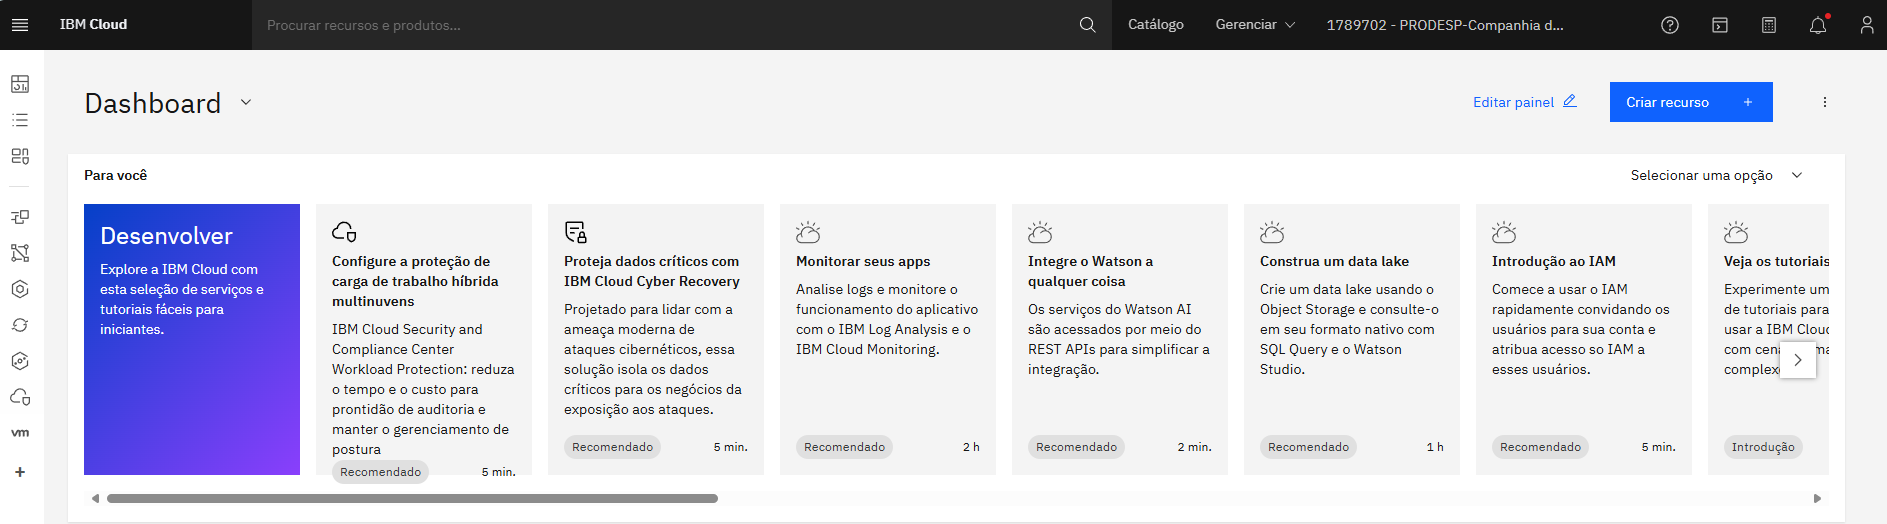 IBM Cloud
Procurar recursos e produtos...
Catálogo
Gerenciar
1789702 - PRODESP-Companhia d...
Dashboard
Editar painel
Criar recurso
Para você
Selecionar uma opção
Desenvolver
Explore a IBM Cloud com
esta seleção de serviços e
tutoriais fáceis para
iniciantes.
Configure a proteção de
carga de trabalho híbrida
multinuvens
IBM Cloud Security and
Compliance Center
Workload Protection: reduza
o tempo e o custo para
prontidão de auditoria e
manter o gerenciamento de
postura
Recomendado
5 min.
Proteja dados críticos com
IBM Cloud Cyber Recovery
Projetado para lidar com a
ameaça moderna de
ataques cibernéticos, essa
solução isola os dados
críticos para os negócios da
exposição aos ataques.
Recomendado
5 min.
Monitorar seus apps
Analise logs e monitore o
funcionamento do aplicativo
com o IBM Log Analysis e o
IBM Cloud Monitoring.
Recomendado
2 h
Integre o Watson a
qualquer coisa
Os serviços do Watson AI
são acessados por meio do
REST APIs para simplificar a
integração.
Recomendado
2 min.
Construa um data lake
Crie um data lake usando o
Object Storage e consulte-o
em seu formato nativo com
SQL Query e o Watson
Studio.
Recomendado
1 h
Introdução ao IAM
Comece a usar o IAM
rapidamente convidando os
usuários para sua conta e
atribua acesso so IAM a
esses usuários.
Recomendado
5 min.
Veja os tutoriais
Experimente um
de tutoriais para
usar a IBM Cloud
com
Introdução
vm